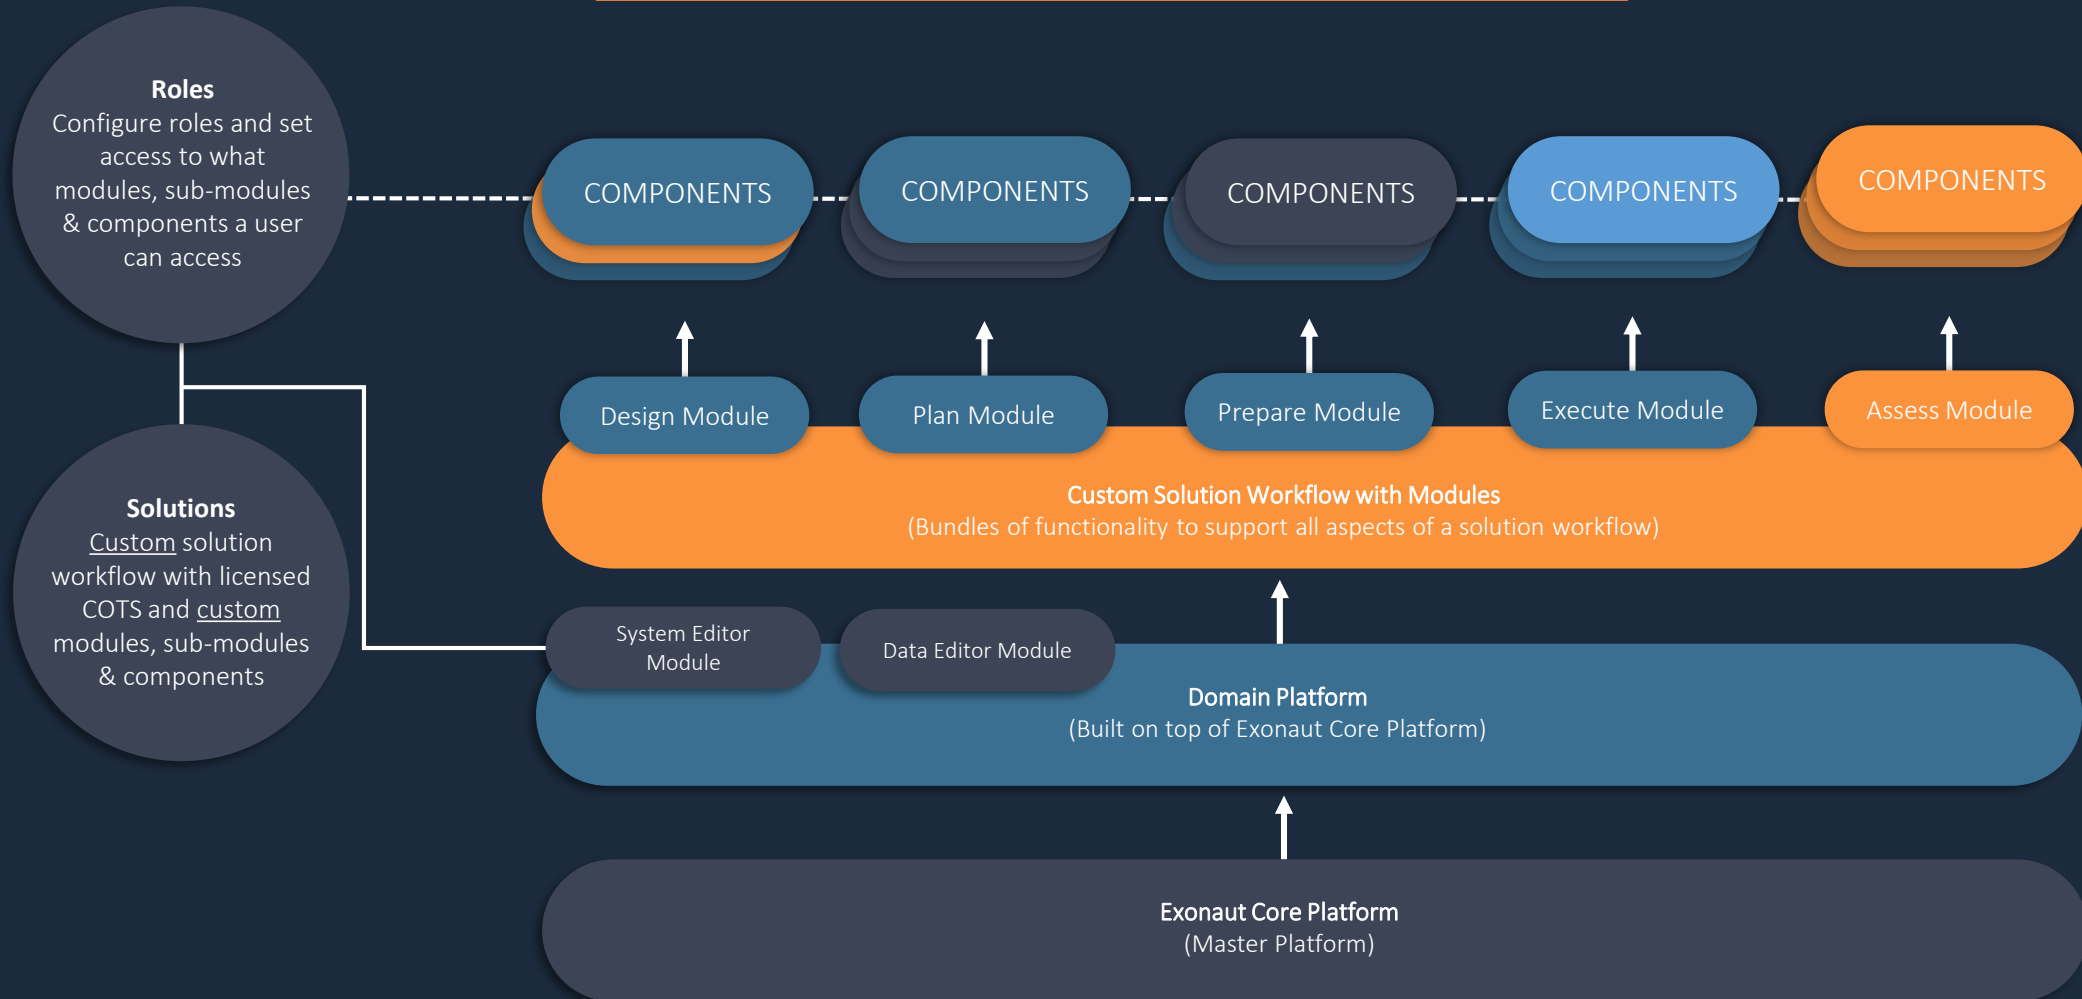 Roles
Configure roles and set
access to what
modules, sub-modules
& components a user
can access
COMPONENTS
COMPONENTS
COMPONENTS
COMPONENTS
COMPONENTS
Design Module
Plan Module
Prepare Module
Execute Module
Assess Module
Custom Solution Workflow with Modules
(Bundles of functionality to support all aspects of a solution workflow)
Solutions
Custom solution
workflow with licensed
COTS and custom
modules, sub-modules
& components
System Editor
Module
Data Editor Module
Domain Platform
(Built on top of Exonaut Core Platform)
Exonaut Core Platform
(Master Platform)